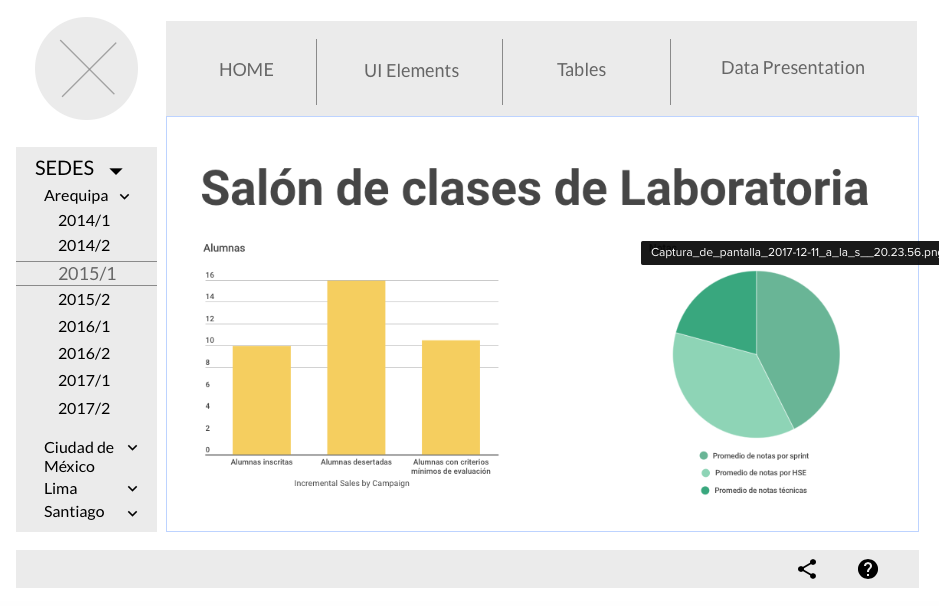 HOME
UI Elements
Tables
Data Presentation
SEDES
Arequipa
2014/1
2014/2
2015/1
2015/2
2016/1
2016/2
2017/1
2017/2
Ciudad de
México
Lima
Santiago
Salón de clases de Laboratoria
Alumnas
16
14
12
10
8
6
4
2
0
Alumnas inscritas
Alumnas desertadas
Alumnas con criterios
mínimos de evaluación
Incremental Sales by Campaign
Captura_de_pantalla_2017-12-11_a_la_s__20.23.56.png
Promedio de notas por sprint
Promedio de notas por HSE
Promedio de notas técnicas
?